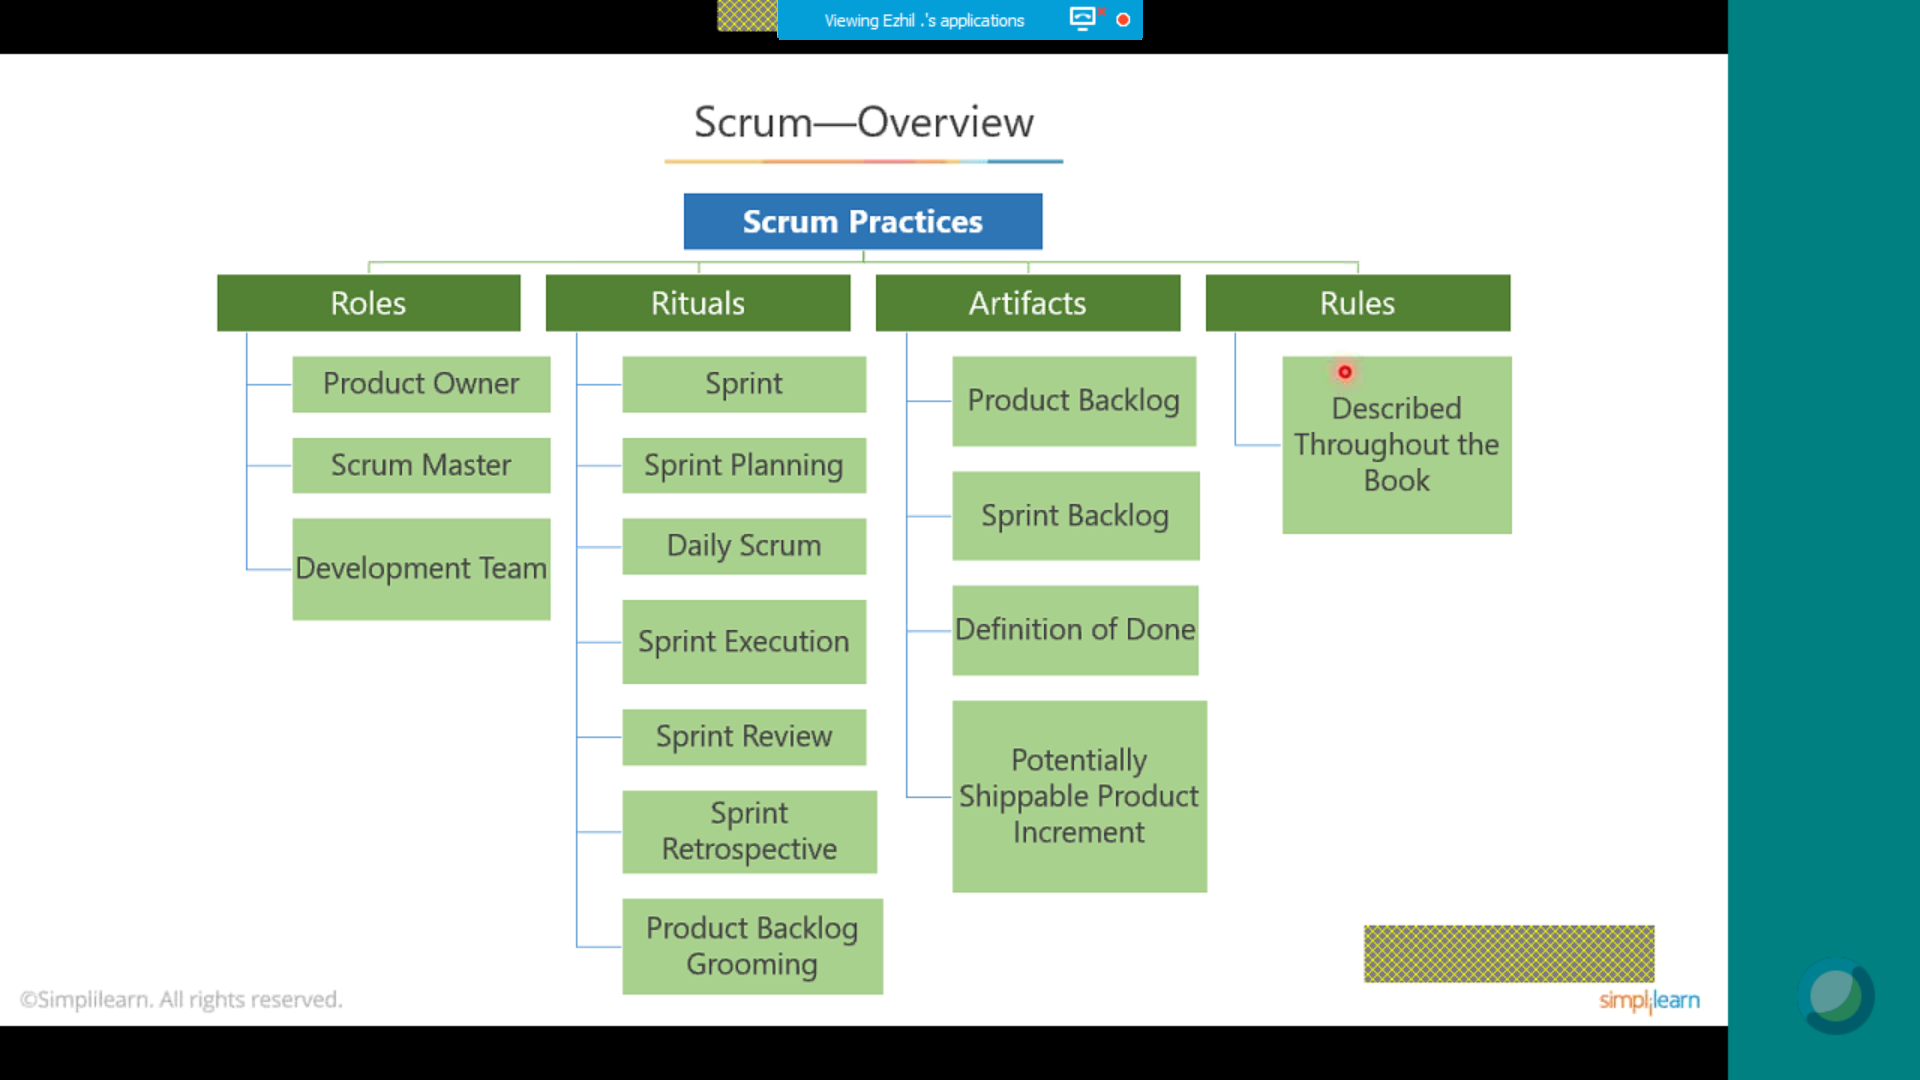 Viewing Ezhil .'s applications
Scrum—Overview
Scrum Practices
Roles
Product Owner
Scrum Master
Development Team
Rituals
Sprint
Sprint Planning
Daily Scrum
Sprint Execution
Sprint Review
Sprint
Retrospective
Product Backlog
Grooming
Artifacts
Product Backlog
Sprint Backlog
Definition of Done
Potentially
Shippable Product
Increment
Rules
Described
Throughout the
Book
©Simplilearn. All rights reserved.
simplilearn